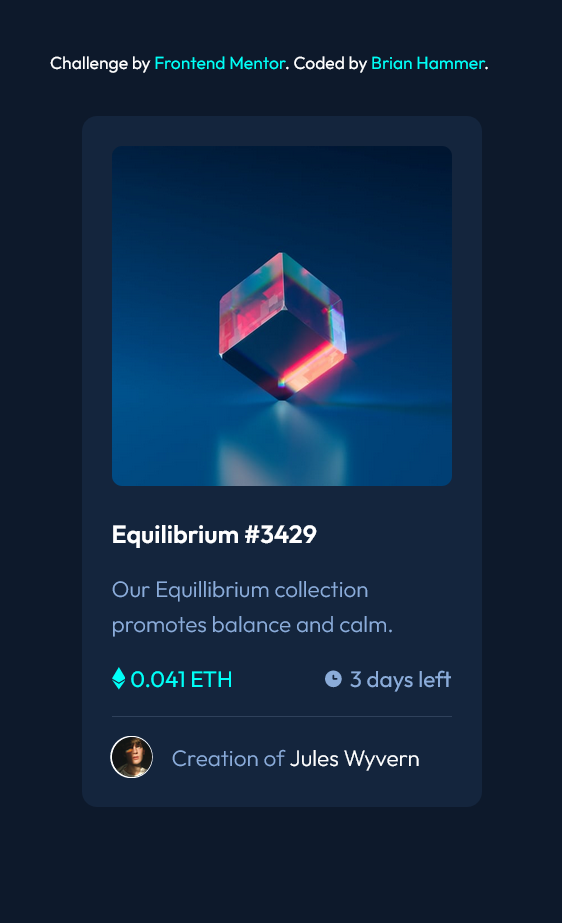 Challenge by Frontend Mentor. Coded by Brian Hammer.
Equilibrium #3429
Our Equillibrium collection
promotes balance and calm.
0.041 ETH 3 days left
Creation of Jules Wyvern